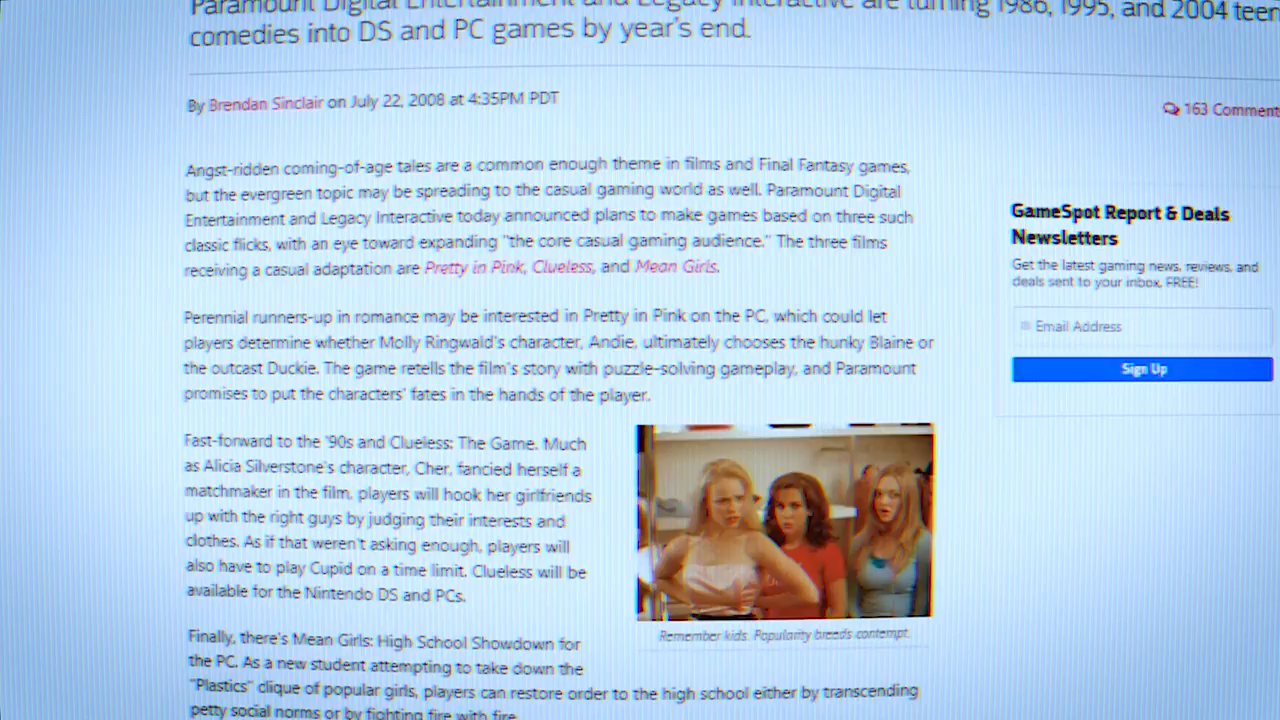 Paramount Digital Entertainment and Legacy Interactive are turning 1986, 1995, and 2004 teen
comedies into DS and PC games by year's end.
By Brendan Sinclair on July 22, 2008 at 4:35PM PDT
163 Comment
Angst-ridden coming-of-age tales are a common enough theme in films and Final Fantasy games,
but the evergreen topic may be spreading to the casual gaming world as well. Paramount Digital
Entertainment and Legacy Interactive today announced plans to make games based on three such
classic flicks, with an eye toward expanding "the core casual gaming audience." The three films
receiving a casual adaptation are Pretty in Pink, Clueless, and Mean Girls.
Perennial runners-up in romance may be interested in Pretty in Pink on the PC, which could let
players determine whether Molly Ringwald's character, Andie, ultimately chooses the hunky Blaine or
the outcast Duckie. The game retells the film's story with puzzle-solving gameplay, and Paramount
promises to put the characters' fates in the hands of the player.
Fast-forward to the '90s and Clueless: The Game. Much
as Alicia Silverstone's character, Cher, fancied herself a
matchmaker in the film, players will hook her girlfriends
up with the right guys by judging their interests and
clothes. As if that weren't asking enough, players will
also have to play Cupid on a time limit. Clueless will be
available for the Nintendo DS and PCs.
Remember kids. Popularity breeds contempt.
Finally, there's Mean Girls: High School Showdown for
the PC. As a new student attempting to take down the
"Plastics" clique of popular girls, players can restore order to the high school either by transcending
petty social norms or by fighting fire with fire.
GameSpot Report & Deals
Newsletters
Get the latest gaming news, reviews, and
deals sent to your inbox, FREE!
Email Address
Sign Up